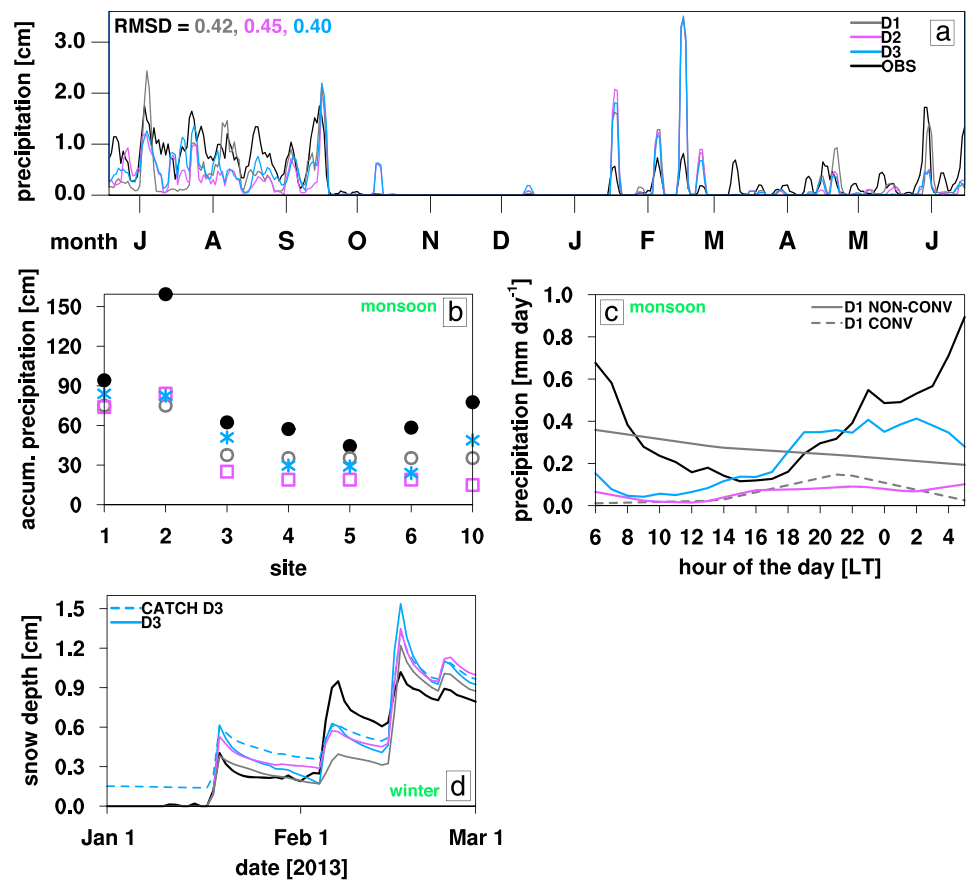 RMSD = 0.42, 0.45, 0.40
D1
D2
D3
OBS
a
precipitation [cm]
3.0
2.0
1.0
0.0
month J A S O N D J F M A M J
accum. precipitation [cm]
150
120
90
60
30
0
monsoon b
1 2 3 4 5 6 10
site
c monsoon
D1 NON-CONV
D1 CONV
precipitation [mm day-1]
1.0
0.8
0.6
0.4
0.2
0.0
6 8 10 12 14 16 18 20 22 0 2 4
hour of the day [LT]
CATCH D3
D3
snow depth [cm]
1.5
1.2
0.9
0.6
0.3
0.0
winter d
Jan 1 Feb 1 Mar 1
date [2013]